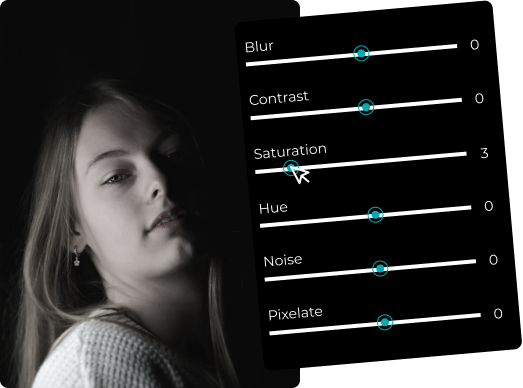 Blur 0
Contrast 0
Saturation 3
Hue 0
Noise 0
Pixelate 0